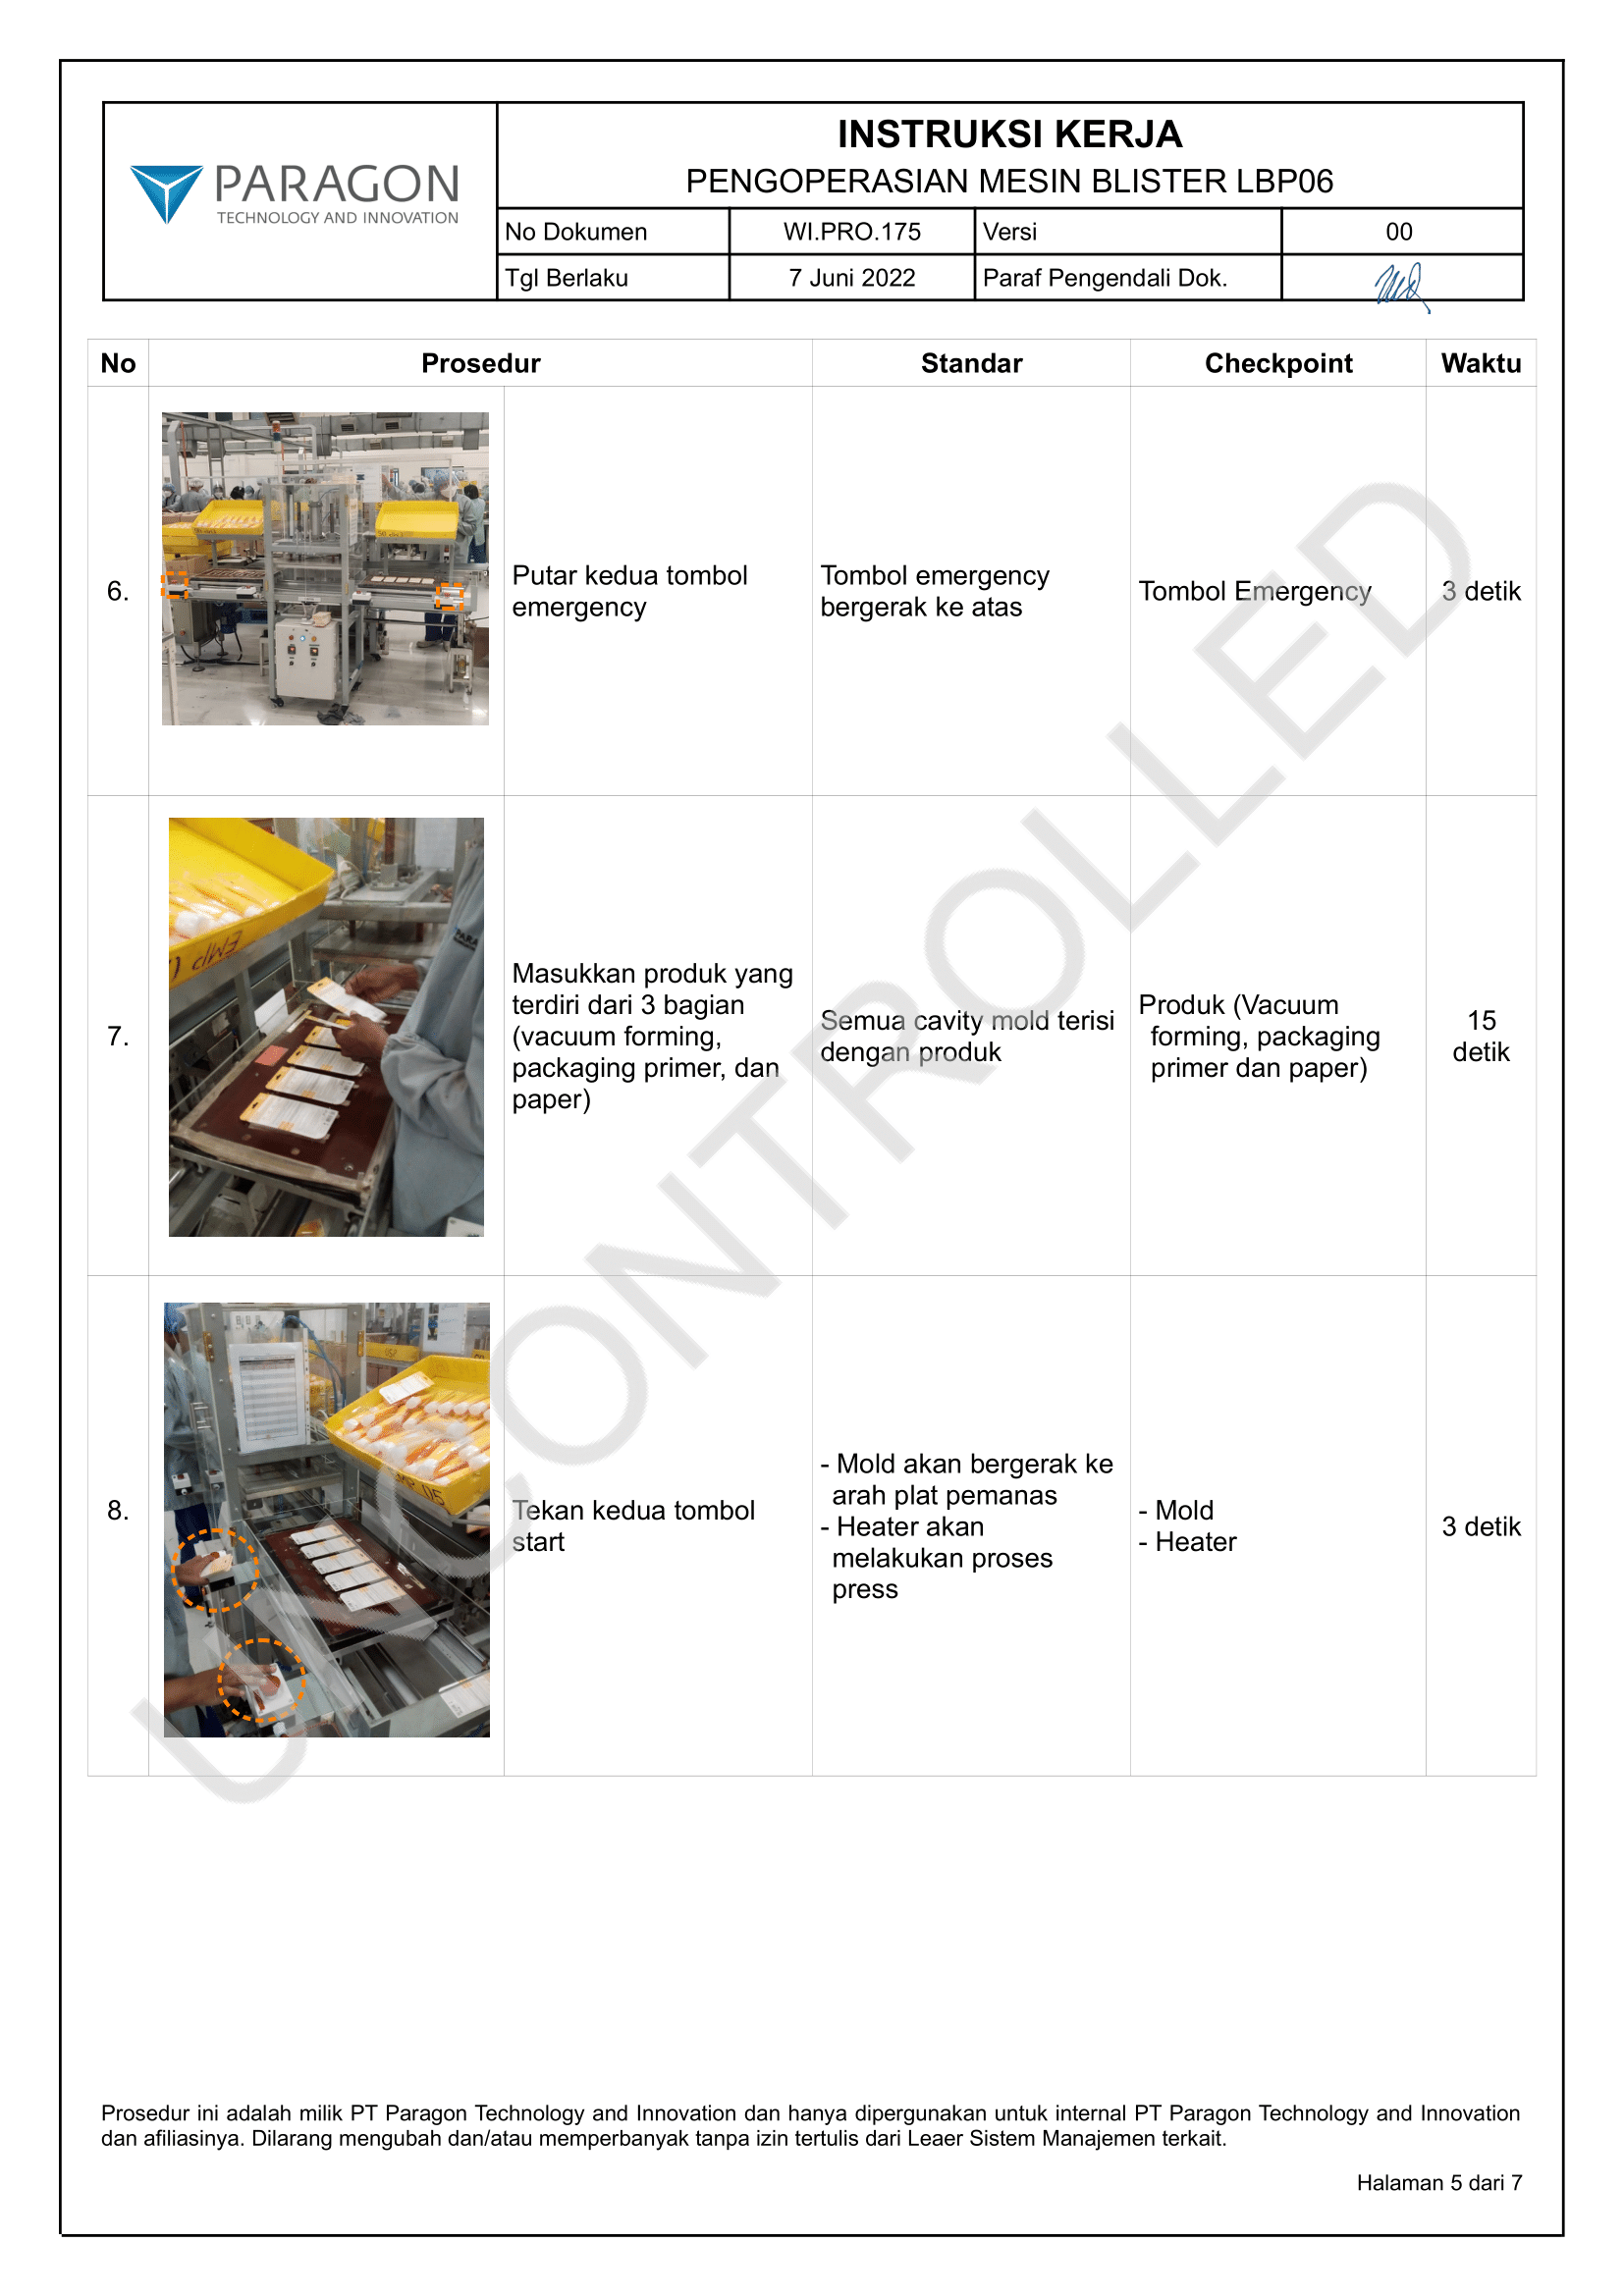 PARAGON
TECHNOLOGY AND INNOVATION
INSTRUKSI KERJA
PENGOPERASIAN MESIN BLISTER LBP06
No Dokumen WI.PRO.175 Versi 00
Tgl Berlaku 7 Juni 2022 Paraf Pengendali Dok.
No Prosedur Standar Checkpoint Waktu
6.
Putar kedua tombol
emergency
Tombol emergency
bergerak ke atas
Tombol Emergency
3 detik
7.
Masukkan produk yang
terdiri dari 3 bagian
(vacuum forming,
packaging primer, dan
paper)
Semua cavity mold terisi
dengan produk
Produk (Vacuum
forming, packaging
primer dan paper)
15
detik
8.
Tekan kedua tombol
start
- Mold akan bergerak ke
arah plat pemanas
- Heater akan
melakukan proses
press
- Mold
- Heater
3 detik
UNCONTROLLED
Prosedur ini adalah milik PT Paragon Technology and Innovation dan hanya dipergunakan untuk internal PT Paragon Technology and Innovation
dan afiliasinya. Dilarang mengubah dan/atau memperbanyak tanpa izin tertulis dari Leaer Sistem Manajemen terkait.
Halaman 5 dari 7